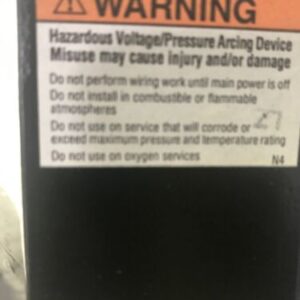 WARNING
Hazardous Voltage/Pressure Arcing Device
Misuse may cause injury and/or damage
Do not perform wiring work until main power is off
Do not install in combustible or flammable
atmospheres
Do not use on service that will corrode or
exceed maximum pressure and temperature rating
Do not use on oxygen services
N4